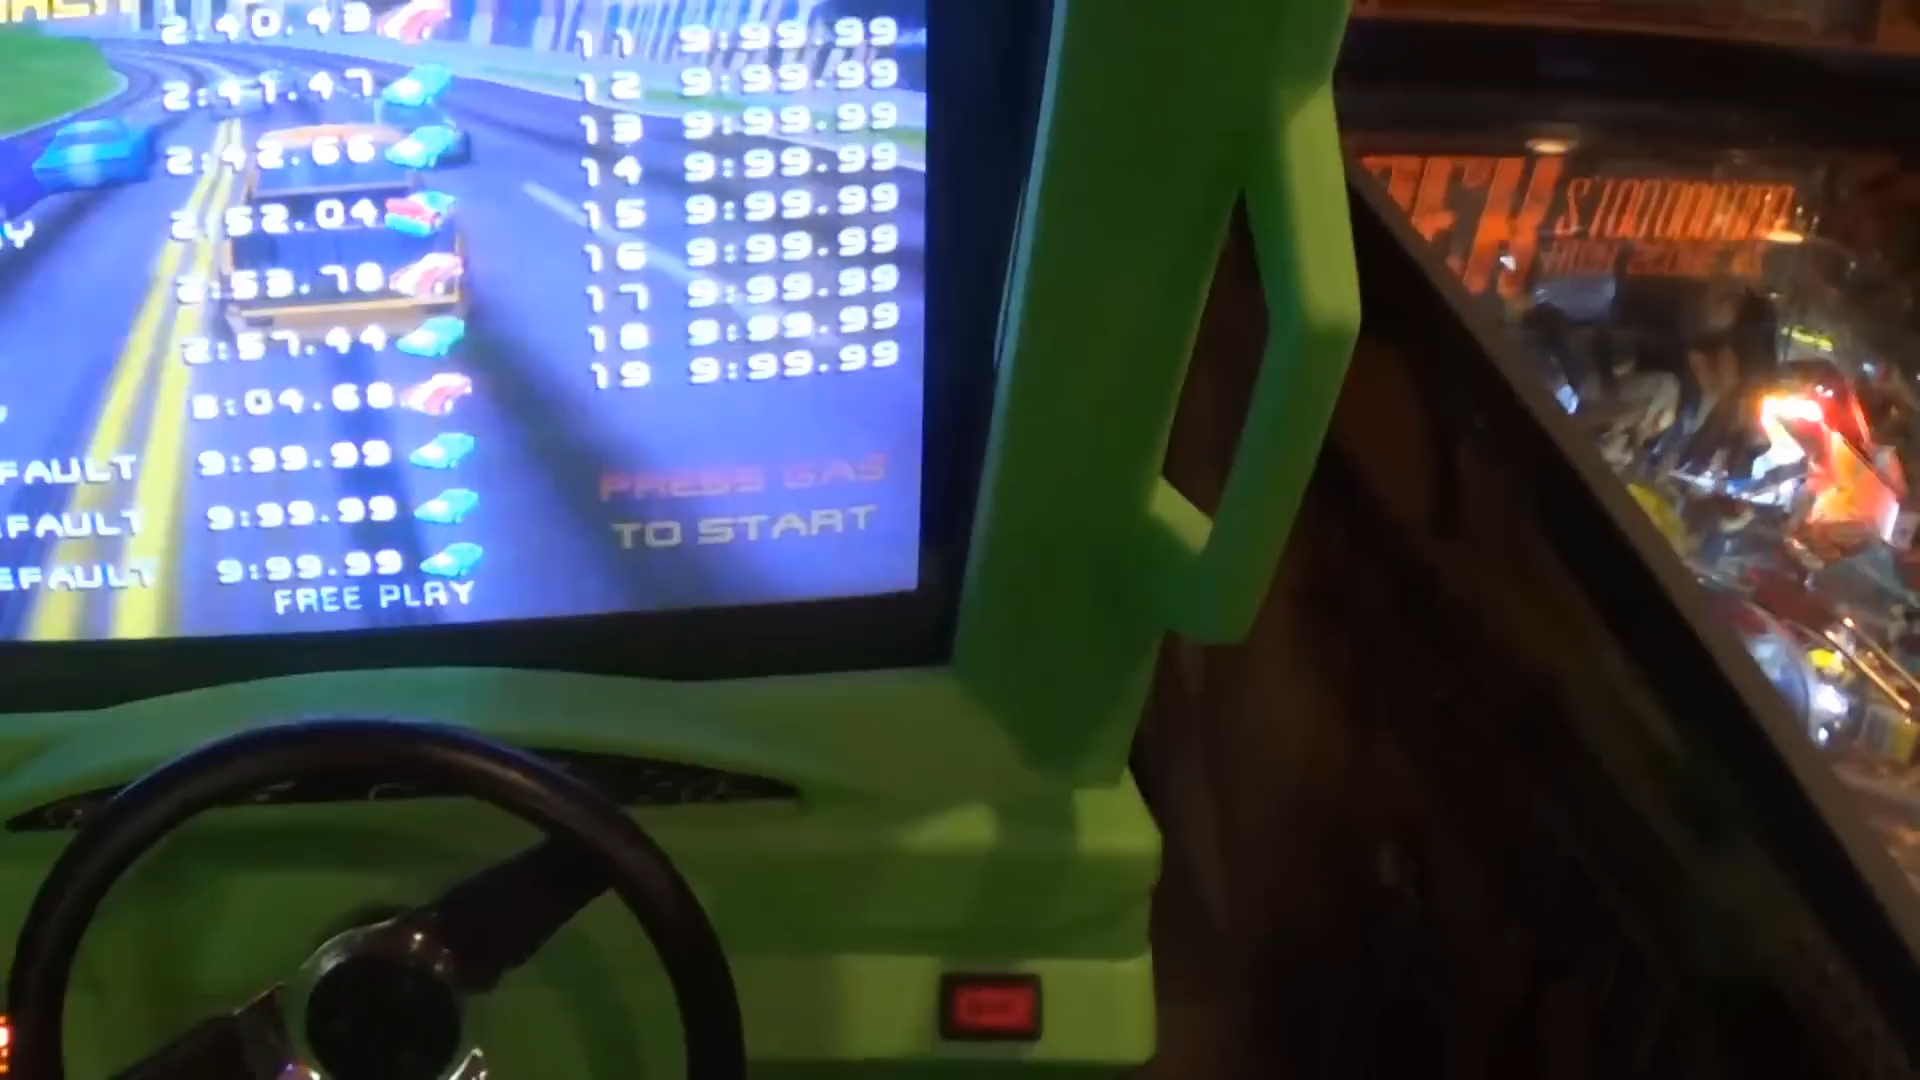 2:40.43
2:41.47
2:42.66
2:52.04
2:53.78
2:57.44
3:04.68
FAULT 9:99.99
EFAULT 9:99.99
EFAULT 9:99.99
FREE PLAY
11 9:99.99
12 9:99.99
13 9:99.99
14 9:99.99
15 9:99.99
16 9:99.99
17 9:99.99
18 9:99.99
19 9:99.99
PRESS GAS
TO START